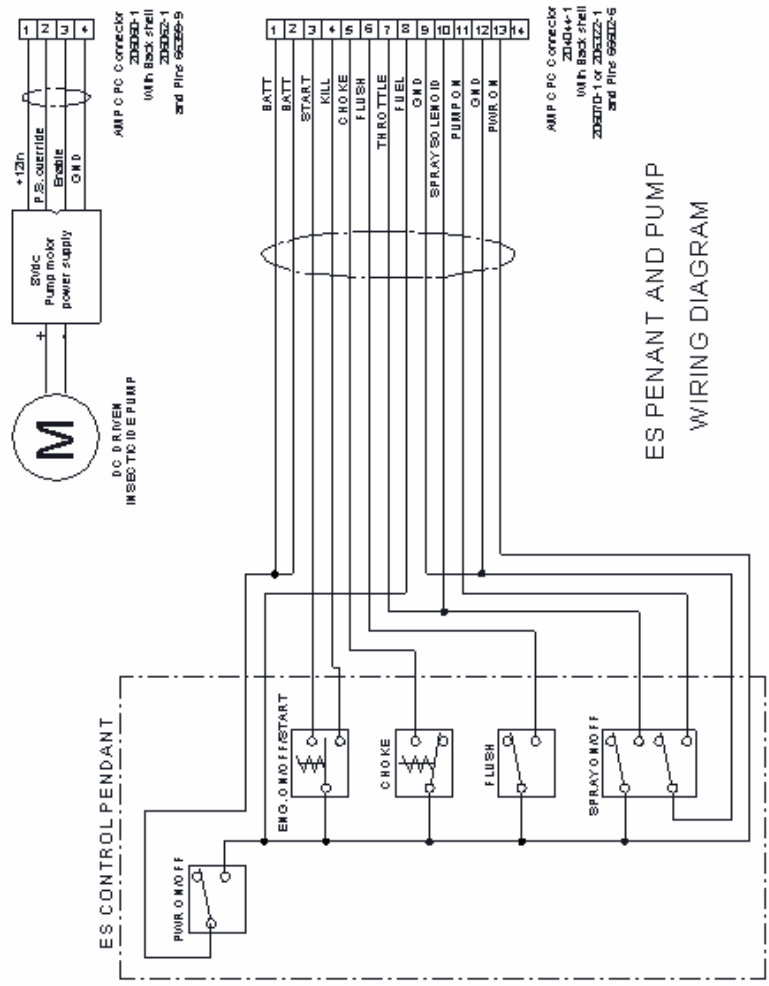 1 2 3 4
AMP CPC Connector
206060-1
With Back shell
206062-1
and Pins 66399-9
+12in
P.S. override
Enable
GND
8Vdc
Pump motor
power supply
+ -
M
DC DRIVEN
INSECTICIDE PUMP
1 2 3 4 5 6 7 8 9 10 11 12 13 14
BATT
BATT
START
KILL
CHOKE
FLUSH
THROTTLE
FUEL
GND
SPRAY SOLENOID
PUMP ON
GND
PWR ON
AMP CPC Connector
204044-1
With Back shell
206070-1 or 206322-1
and Pins 66602-6
ES PENANT AND PUMP
WIRING DIAGRAM
ES CONTROL PENDANT
PWR ON/OFF
ENG. ON/OFF/START
CHOKE
FLUSH
SPRAY ON/OFF